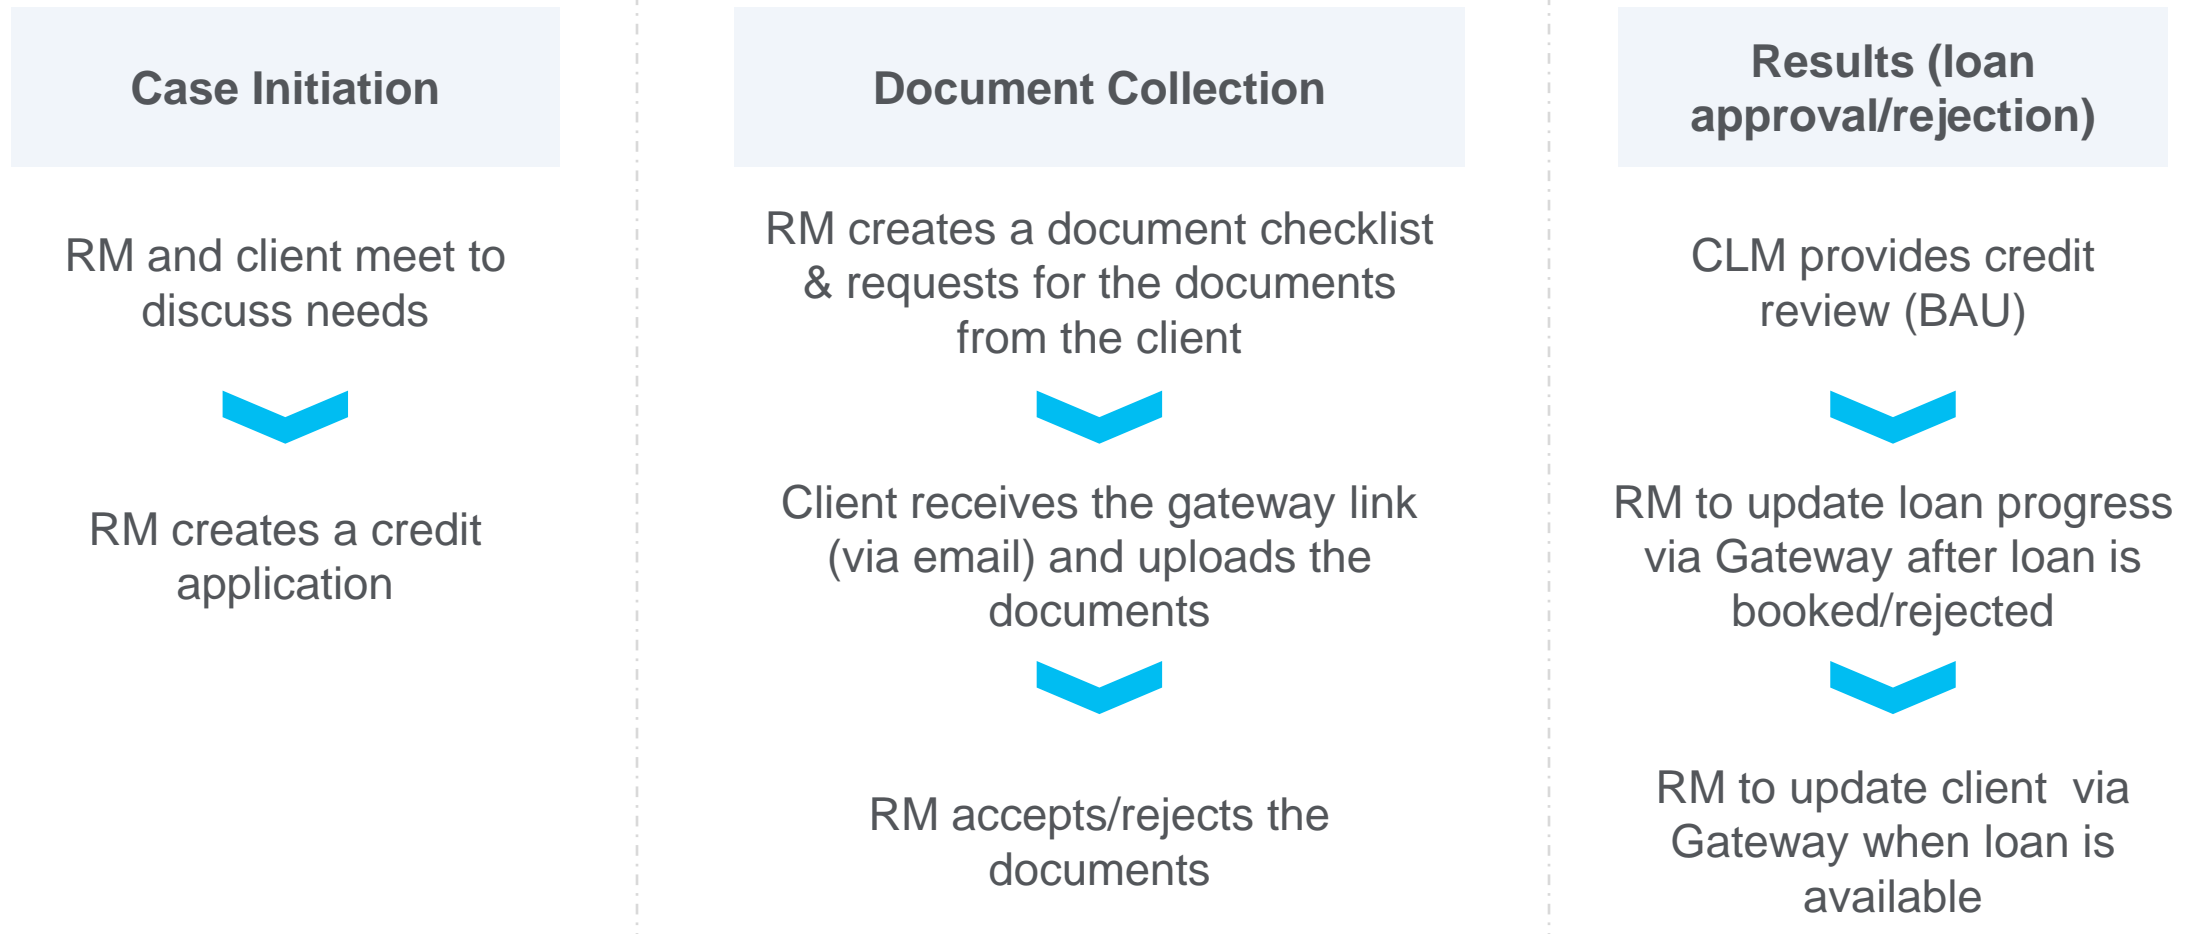 Case Initiation
RM and client meet to
discuss needs
RM creates a credit
application
Document Collection
RM creates a document checklist
& requests for the documents
from the client
Client receives the gateway link
(via email) and uploads the
documents
RM accepts/rejects the
documents
Results (loan
approval/rejection)
CLM provides credit
review (BAU)
RM to update loan progress
via Gateway after loan is
booked/rejected
RM to update client  via
Gateway when loan is
available